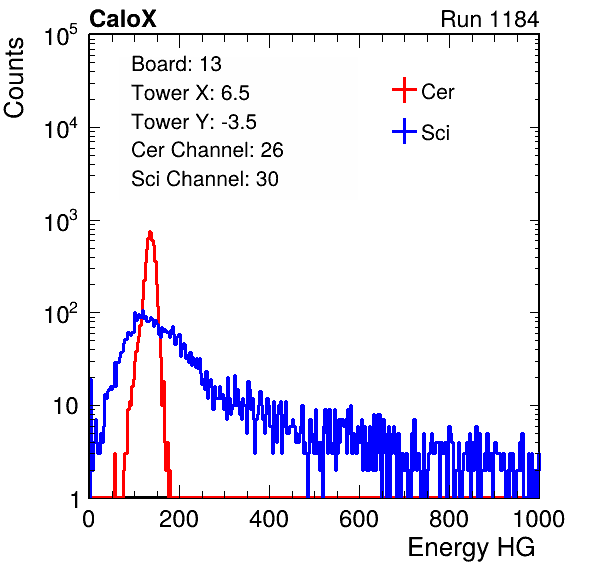 CaloX Run 1184
Counts
10^5
10^4
10^3
10^2
10
1
Board: 13
Tower X: 6.5
Tower Y: -3.5
Cer Channel: 26
Sci Channel: 30
Cer
Sci
0 200 400 600 800 1000
Energy HG